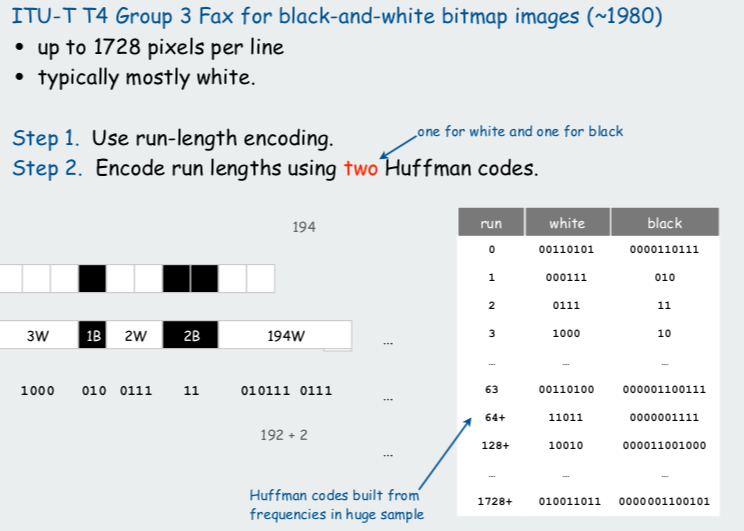 ITU-T T4 Group 3 Fax for black-and-white bitmap images (~1980)
• up to 1728 pixels per line
• typically mostly white.
one for white and one for black
Step 1. Use run-length encoding.
Step 2. Encode run lengths using two Huffman codes.
194
3W 1B 2W 2B 194W ...
1000 010 0111 11 010111 0111 ...
192 + 2
...
run white black
0 00110101 0000110111
1 000111 010
2 0111 11
3 1000 10
... ... ...
63 00110100 000001100111
64+ 11011 0000001111
128+ 10010 000011001000
... ... ...
1728+ 010011011 0000001100101
Huffman codes built from
frequencies in huge sample